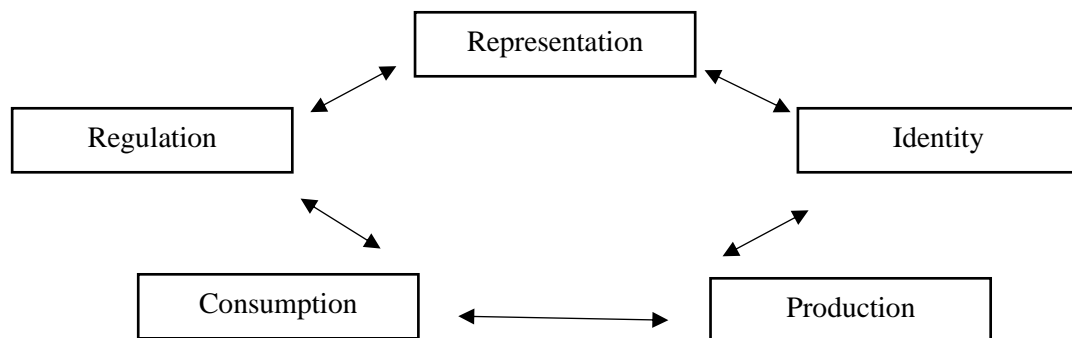 Representation
Regulation
Identity
Consumption
Production